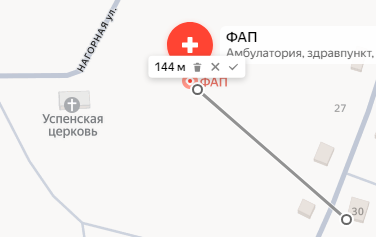 НАГОРНАЯ УЛ.
ФАП
Амбулатория, здравпункт,
144 м
ФАП
Успенская
церковь
27
30